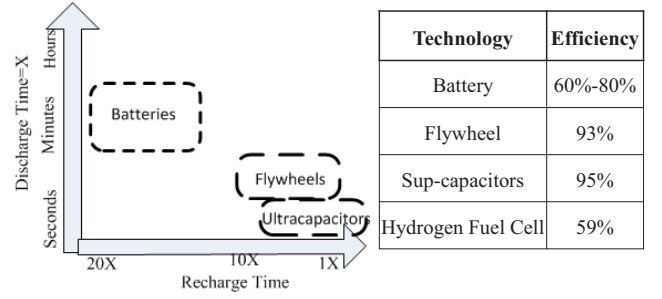 Discharge Time=X
Hours
Minutes
Seconds
Batteries
Flywheels
Ultracapacitors
20X
10X
1X
Recharge Time
Technology Efficiency
Battery 60%-80%
Flywheel 93%
Sup-capacitors 95%
Hydrogen Fuel Cell 59%